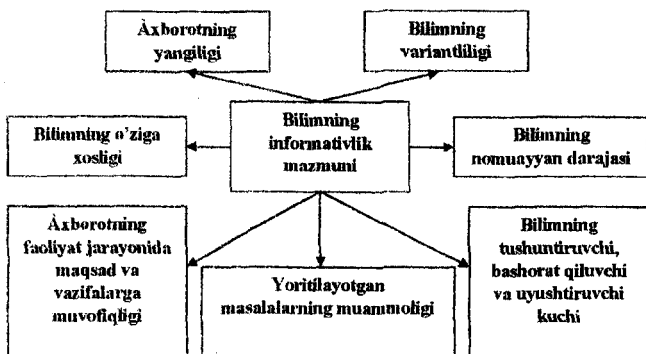 Àxborotning
yangiligi
Bilimning
variantliligi
Bilimning o'ziga
xosligi
Bilimning
informativlik
mazmuni
Bilimning
nomuayyan darajasi
Àxborotning
faoliyat jarayonida
maqsad va
vazifalarga
muvofiqligi
Yoritilayotgan
masalalarning muammoligi
Bilimning
tushuntiruvchi,
bashorat qiluvchi
va uyushtiruvchi
kuchi